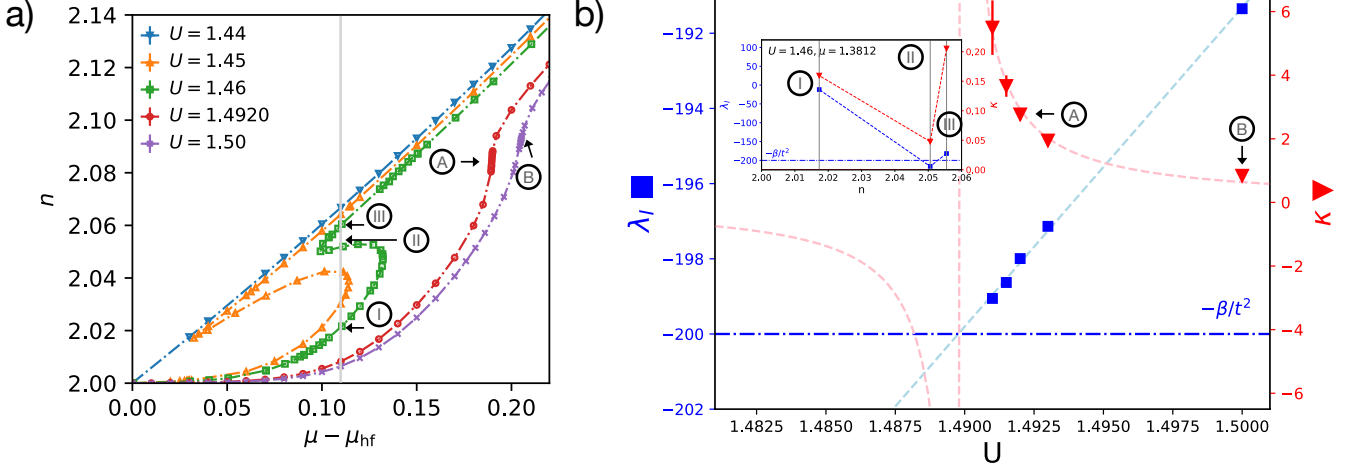 a)
2.14
2.12
2.10
2.08
2.06
2.04
2.02
2.00
n
U = 1.44
U = 1.45
U = 1.46
U = 1.4920
U = 1.50
A
B
III
II
I
0.00
0.05
0.10
0.15
0.20
μ − μhf
b)
−192
−194
−196
−198
−200
−202
λI
U = 1.46, μ = 1.3812
100
50
0
−50
−100
−150
−200
λI
−β/t²
I
II
III
0,20
0,15
0,10
0,05
0,00
κ
2.00
2.01
2.02
2.03
2.04
2.05
2.06
n
A
B
−β/t²
6
4
2
0
−2
−4
−6
κ
1.4825
1.4850
1.4875
1.4900
1.4925
1.4950
1.4975
1.5000
U